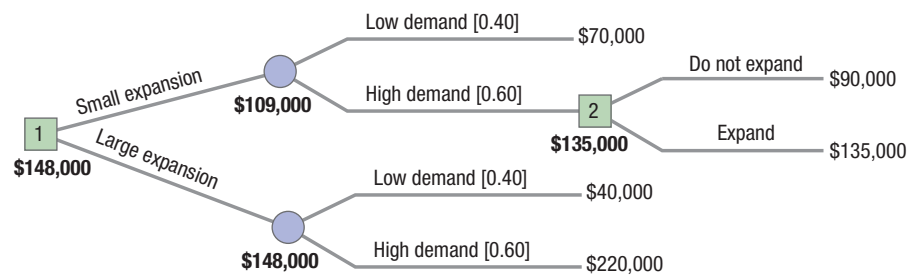 Low demand [0.40]
$70,000
Do not expand
$90,000
Small expansion
$109,000
High demand [0.60]
2
$135,000
Expand
$135,000
1
$148,000
Large expansion
Low demand [0.40]
$40,000
$148,000
High demand [0.60]
$220,000